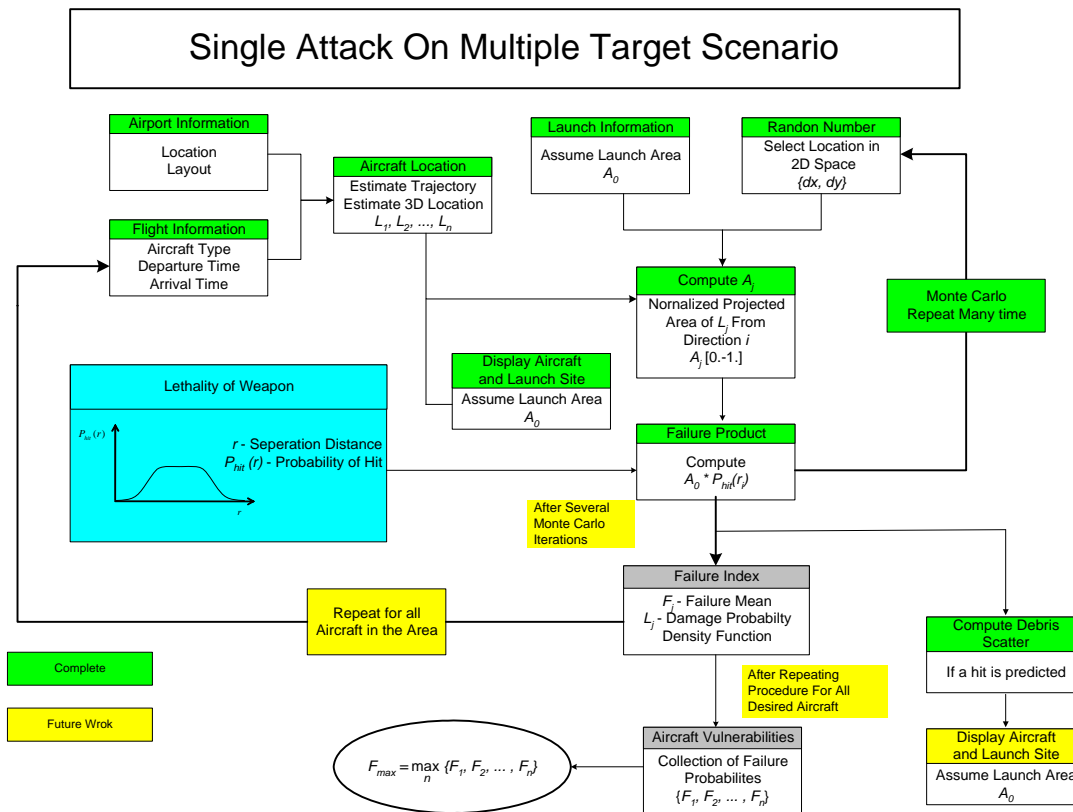 Single Attack On Multiple Target Scenario
Airport Information
Location
Layout
Flight Information
Aircraft Type
Departure Time
Arrival Time
Aircraft Location
Estimate Trajectory
Estimate 3D Location
L1, L2, ..., Ln
Launch Information
Assume Launch Area
A0
Randon Number
Select Location in
2D Space
{dx, dy}
Compute Aj
Nornalized Projected
Area of Lj From
Direction i
Aj [0.-1.]
Monte Carlo
Repeat Many time
Display Aircraft
and Launch Site
Assume Launch Area
A0
Lethality of Weapon
Phit(r)
r
r - Seperation Distance
Phit (r) - Probability of Hit
Failure Product
Compute
A0 * Phit(ri)
After Several
Monte Carlo
Iterations
Failure Index
Fj - Failure Mean
Lj - Damage Probabilty
Density Function
Repeat for all
Aircraft in the Area
Compute Debris
Scatter
If a hit is predicted
Complete
Future Wrok
After Repeating
Procedure For All
Desired Aircraft
Aircraft Vulnerabilities
Collection of Failure
Probabilites
{F1, F2, ... , Fn}
Fmax = max {F1, F2, ... , Fn}
n
Display Aircraft
and Launch Site
Assume Launch Area
A0